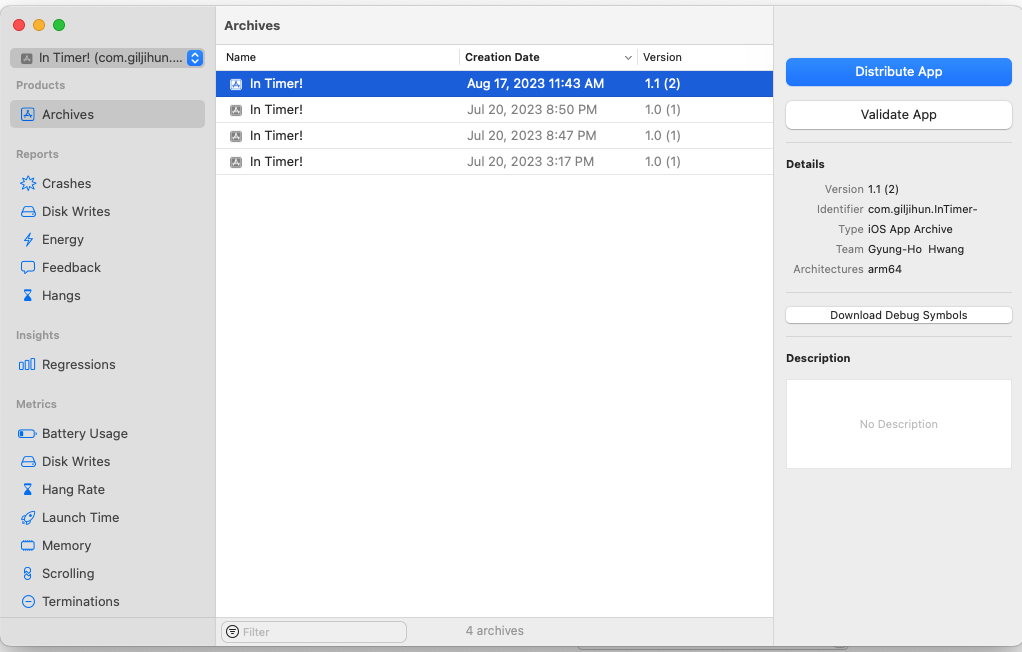 In Timer! (com.giljihun....
Products
Archives
Reports
Crashes
Disk Writes
Energy
Feedback
Hangs
Insights
Regressions
Metrics
Battery Usage
Disk Writes
Hang Rate
Launch Time
Memory
Scrolling
Terminations
Archives
Name Creation Date Version
In Timer! Aug 17, 2023 11:43 AM 1.1 (2)
In Timer! Jul 20, 2023 8:50 PM 1.0 (1)
In Timer! Jul 20, 2023 8:47 PM 1.0 (1)
In Timer! Jul 20, 2023 3:17 PM 1.0 (1)
Filter 4 archives
Distribute App
Validate App
Details
Version 1.1 (2)
Identifier com.giljihun.InTimer-
Type iOS App Archive
Team Gyung-Ho Hwang
Architectures arm64
Download Debug Symbols
Description
No Description